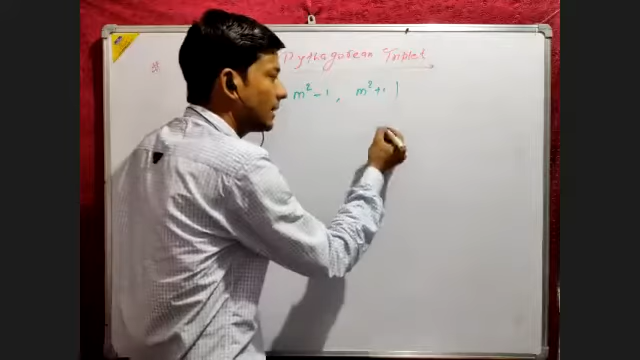 Pythagorean Triplet
m² - 1, m² + 1